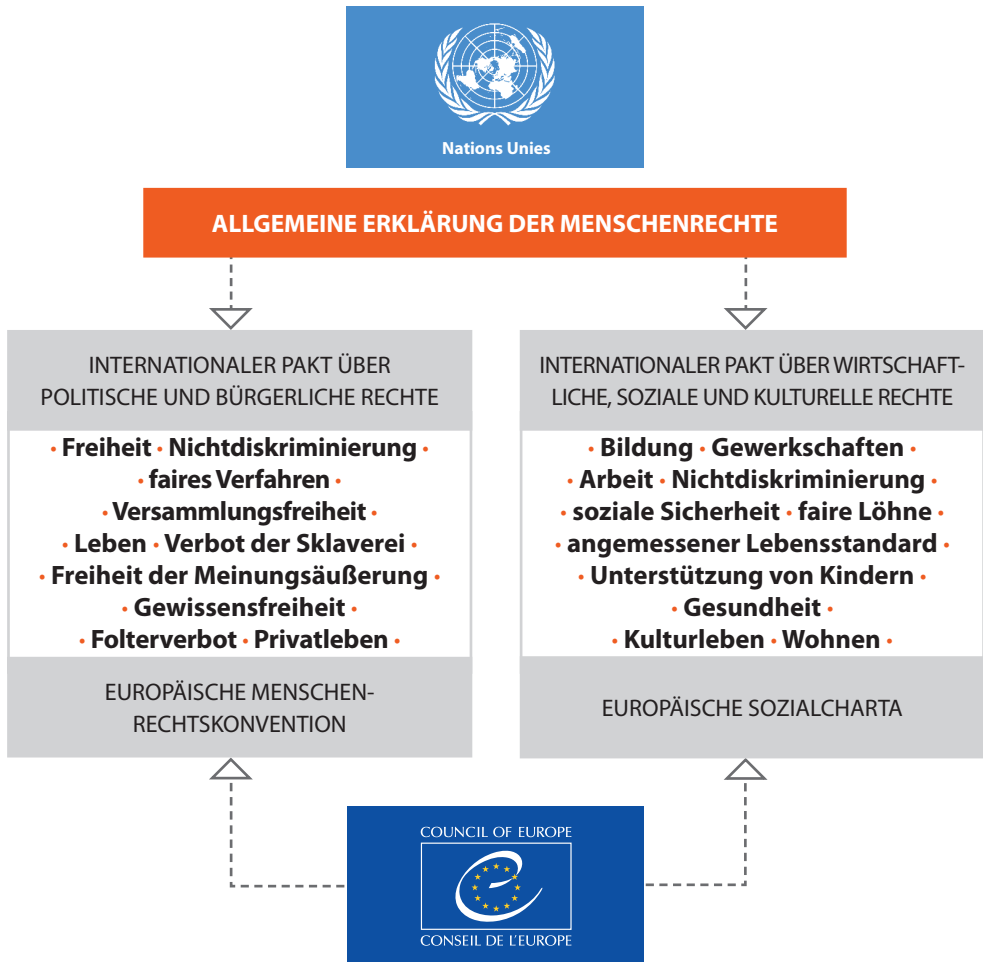 Nations Unies
ALLGEMEINE ERKLÄRUNG DER MENSCHENRECHTE
INTERNATIONALER PAKT ÜBER
POLITISCHE UND BÜRGERLICHE RECHTE
· Freiheit · Nichtdiskriminierung ·
· faires Verfahren ·
· Versammlungsfreiheit ·
· Leben · Verbot der Sklaverei ·
· Freiheit der Meinungsäußerung ·
· Gewissensfreiheit ·
· Folterverbot · Privatleben ·
EUROPÄISCHE MENSCHEN-
RECHTSKONVENTION
INTERNATIONALER PAKT ÜBER WIRTSCHAFT-
LICHE, SOZIALE UND KULTURELLE RECHTE
· Bildung · Gewerkschaften ·
· Arbeit · Nichtdiskriminierung ·
· soziale Sicherheit · faire Löhne ·
· angemessener Lebensstandard ·
· Unterstützung von Kindern ·
· Gesundheit ·
· Kulturleben · Wohnen ·
EUROPÄISCHE SOZIALCHARTA
COUNCIL OF EUROPE
CONSEIL DE L'EUROPE